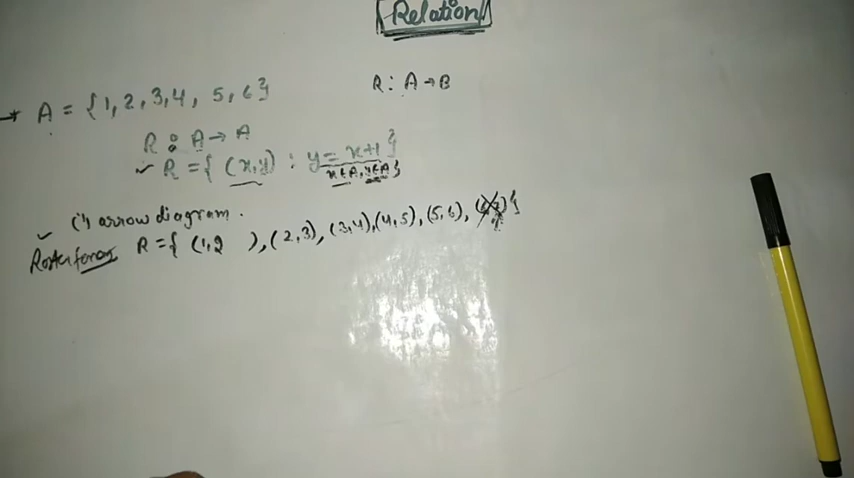 Relation
A = {1, 2, 3, 4, 5, 6}
R : A → B
R : A → A
R = { (x, y) : y = x+1 }
x ∈ A, y ∈ A }
(i) arrow diagram.
Roster form R = { (1, 2 ), (2, 3), (3, 4), (4, 5), (5, 6), }